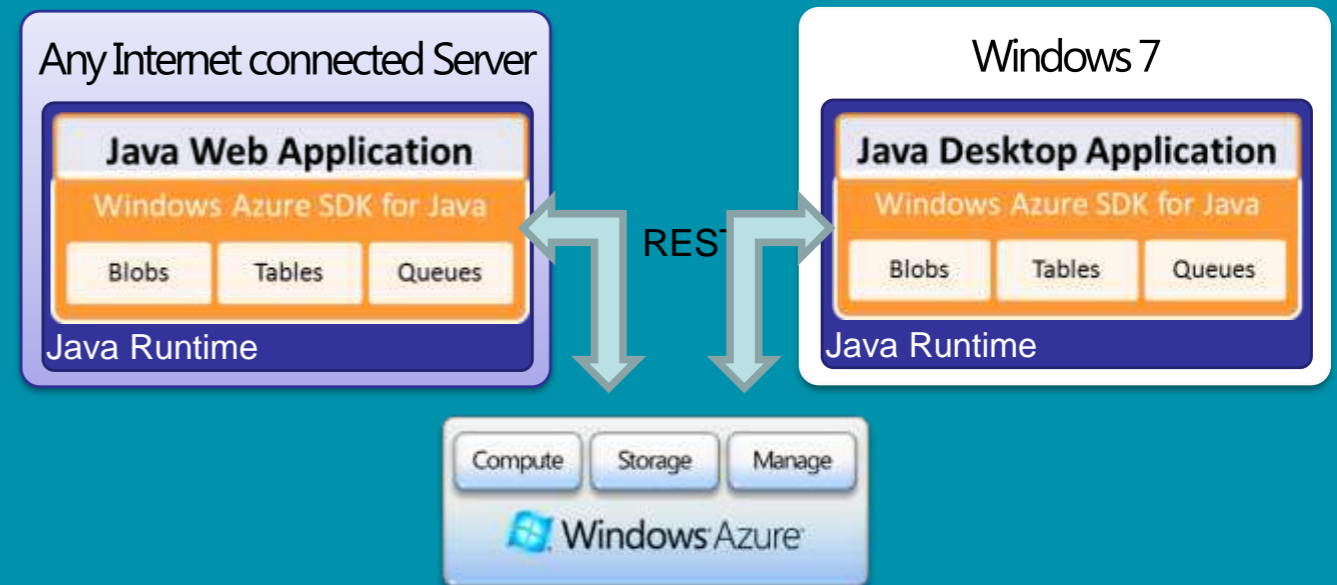 Any Internet connected Server
Java Web Application
Windows Azure SDK for Java
Blobs Tables Queues
Java Runtime
REST
Windows 7
Java Desktop Application
Windows Azure SDK for Java
Blobs Tables Queues
Java Runtime
Compute Storage Manage
Windows Azure